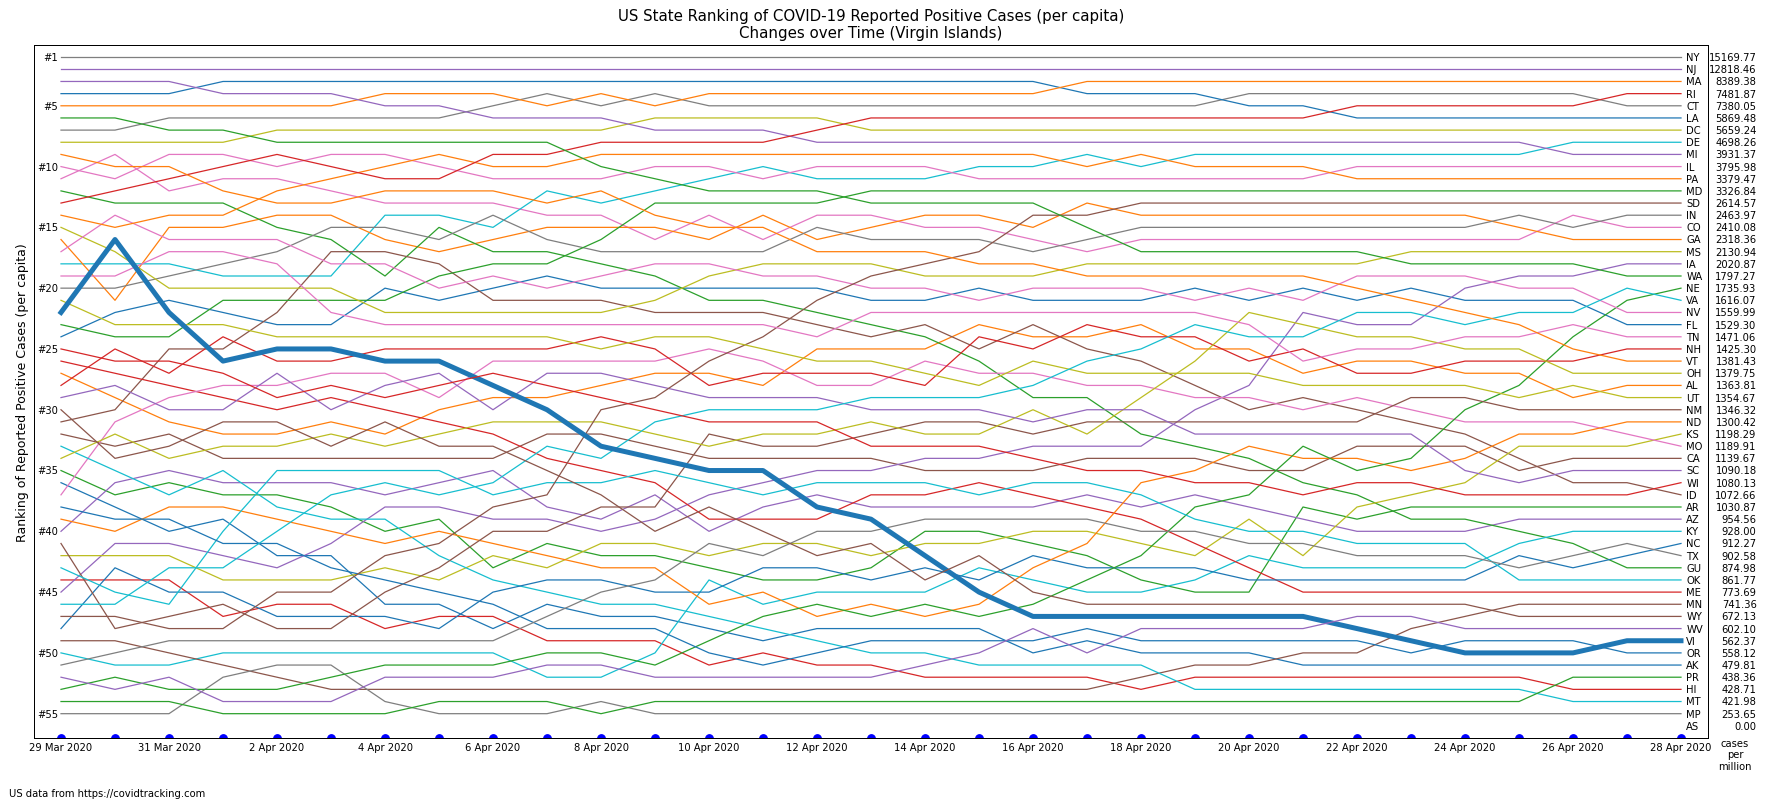 US State Ranking of COVID-19 Reported Positive Cases (per capita)
Changes over Time (Virgin Islands)
Ranking of Reported Positive Cases (per capita)
#1
#5
#10
#15
#20
#25
#30
#35
#40
#45
#50
#55
NY 15169.77
NJ 12818.46
MA 8389.38
RI 7481.87
CT 7380.05
LA 5869.48
DC 5659.24
DE 4698.26
MI 3931.37
IL 3795.98
PA 3379.47
MD 3326.84
SD 2614.57
IN 2463.97
CO 2410.08
GA 2318.36
MS 2130.94
IA 2020.87
WA 1797.27
NE 1735.93
VA 1616.07
NV 1559.99
FL 1529.30
TN 1471.06
NH 1425.30
VT 1381.43
OH 1379.75
AL 1363.81
UT 1354.67
NM 1346.32
ND 1300.42
KS 1198.29
MO 1189.91
CA 1139.67
SC 1090.18
WI 1080.13
ID 1072.66
AR 1030.87
AZ 954.56
KY 928.00
NC 912.27
TX 902.58
GU 874.98
OK 861.77
ME 773.69
MN 741.36
WY 672.13
WV 602.10
VI 562.37
OR 558.12
AK 479.81
PR 438.36
HI 428.71
MT 421.98
MP 253.65
AS 0.00
29 Mar 2020 31 Mar 2020 2 Apr 2020 4 Apr 2020 6 Apr 2020 8 Apr 2020 10 Apr 2020 12 Apr 2020 14 Apr 2020 16 Apr 2020 18 Apr 2020 20 Apr 2020 22 Apr 2020 24 Apr 2020 26 Apr 2020 28 Apr 2020
cases
per
million
US data from https://covidtracking.com